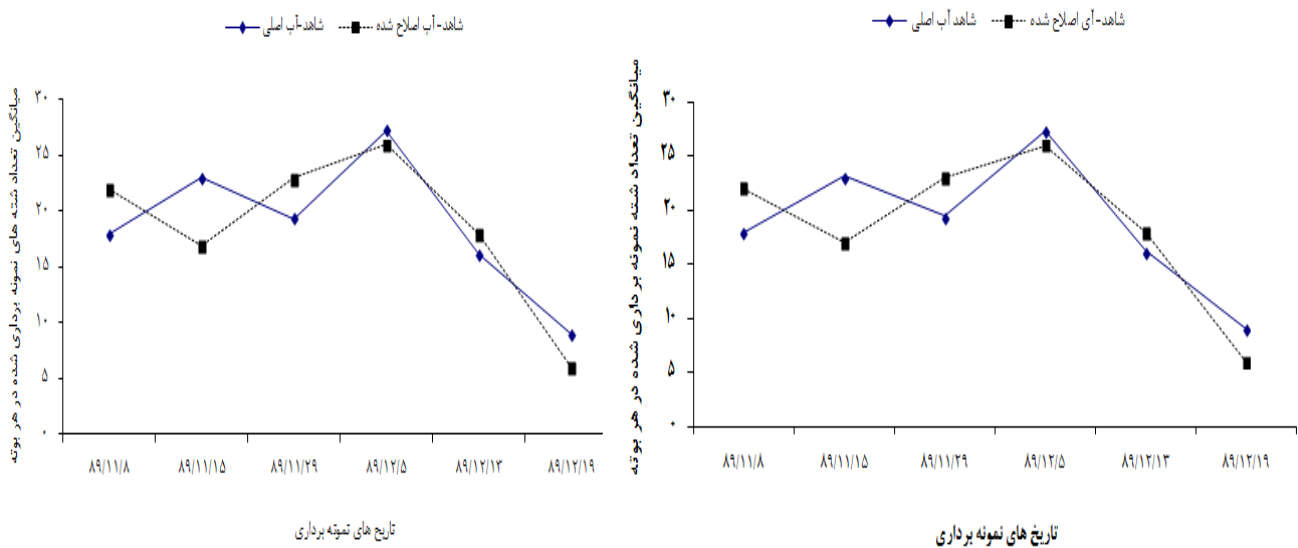 شاهد-آب اصلی
شاهد- آب اصلاح شده
میانگین تعداد شته های نمونه برداری شده در هر بوته
۳۰
۲۵
۲۰
۱۵
۱۰
۵
۰
۸۹/۱۱/۸ ۸۹/۱۱/۱۵ ۸۹/۱۱/۲۹ ۸۹/۱۲/۵ ۸۹/۱۲/۱۳ ۸۹/۱۲/۱۹
تاریخ های نمونه برداری
شاهد آب اصلی
شاهد- آی اصلاح شده
میانگین تعداد شته نمونه برداری شده در هر بوته
۳۰
۲۵
۲۰
۱۵
۱۰
۵
۰
۸۹/۱۱/۸ ۸۹/۱۱/۱۵ ۸۹/۱۱/۲۹ ۸۹/۱۲/۵ ۸۹/۱۲/۱۳ ۸۹/۱۲/۱۹
تاریخ های نمونه برداری